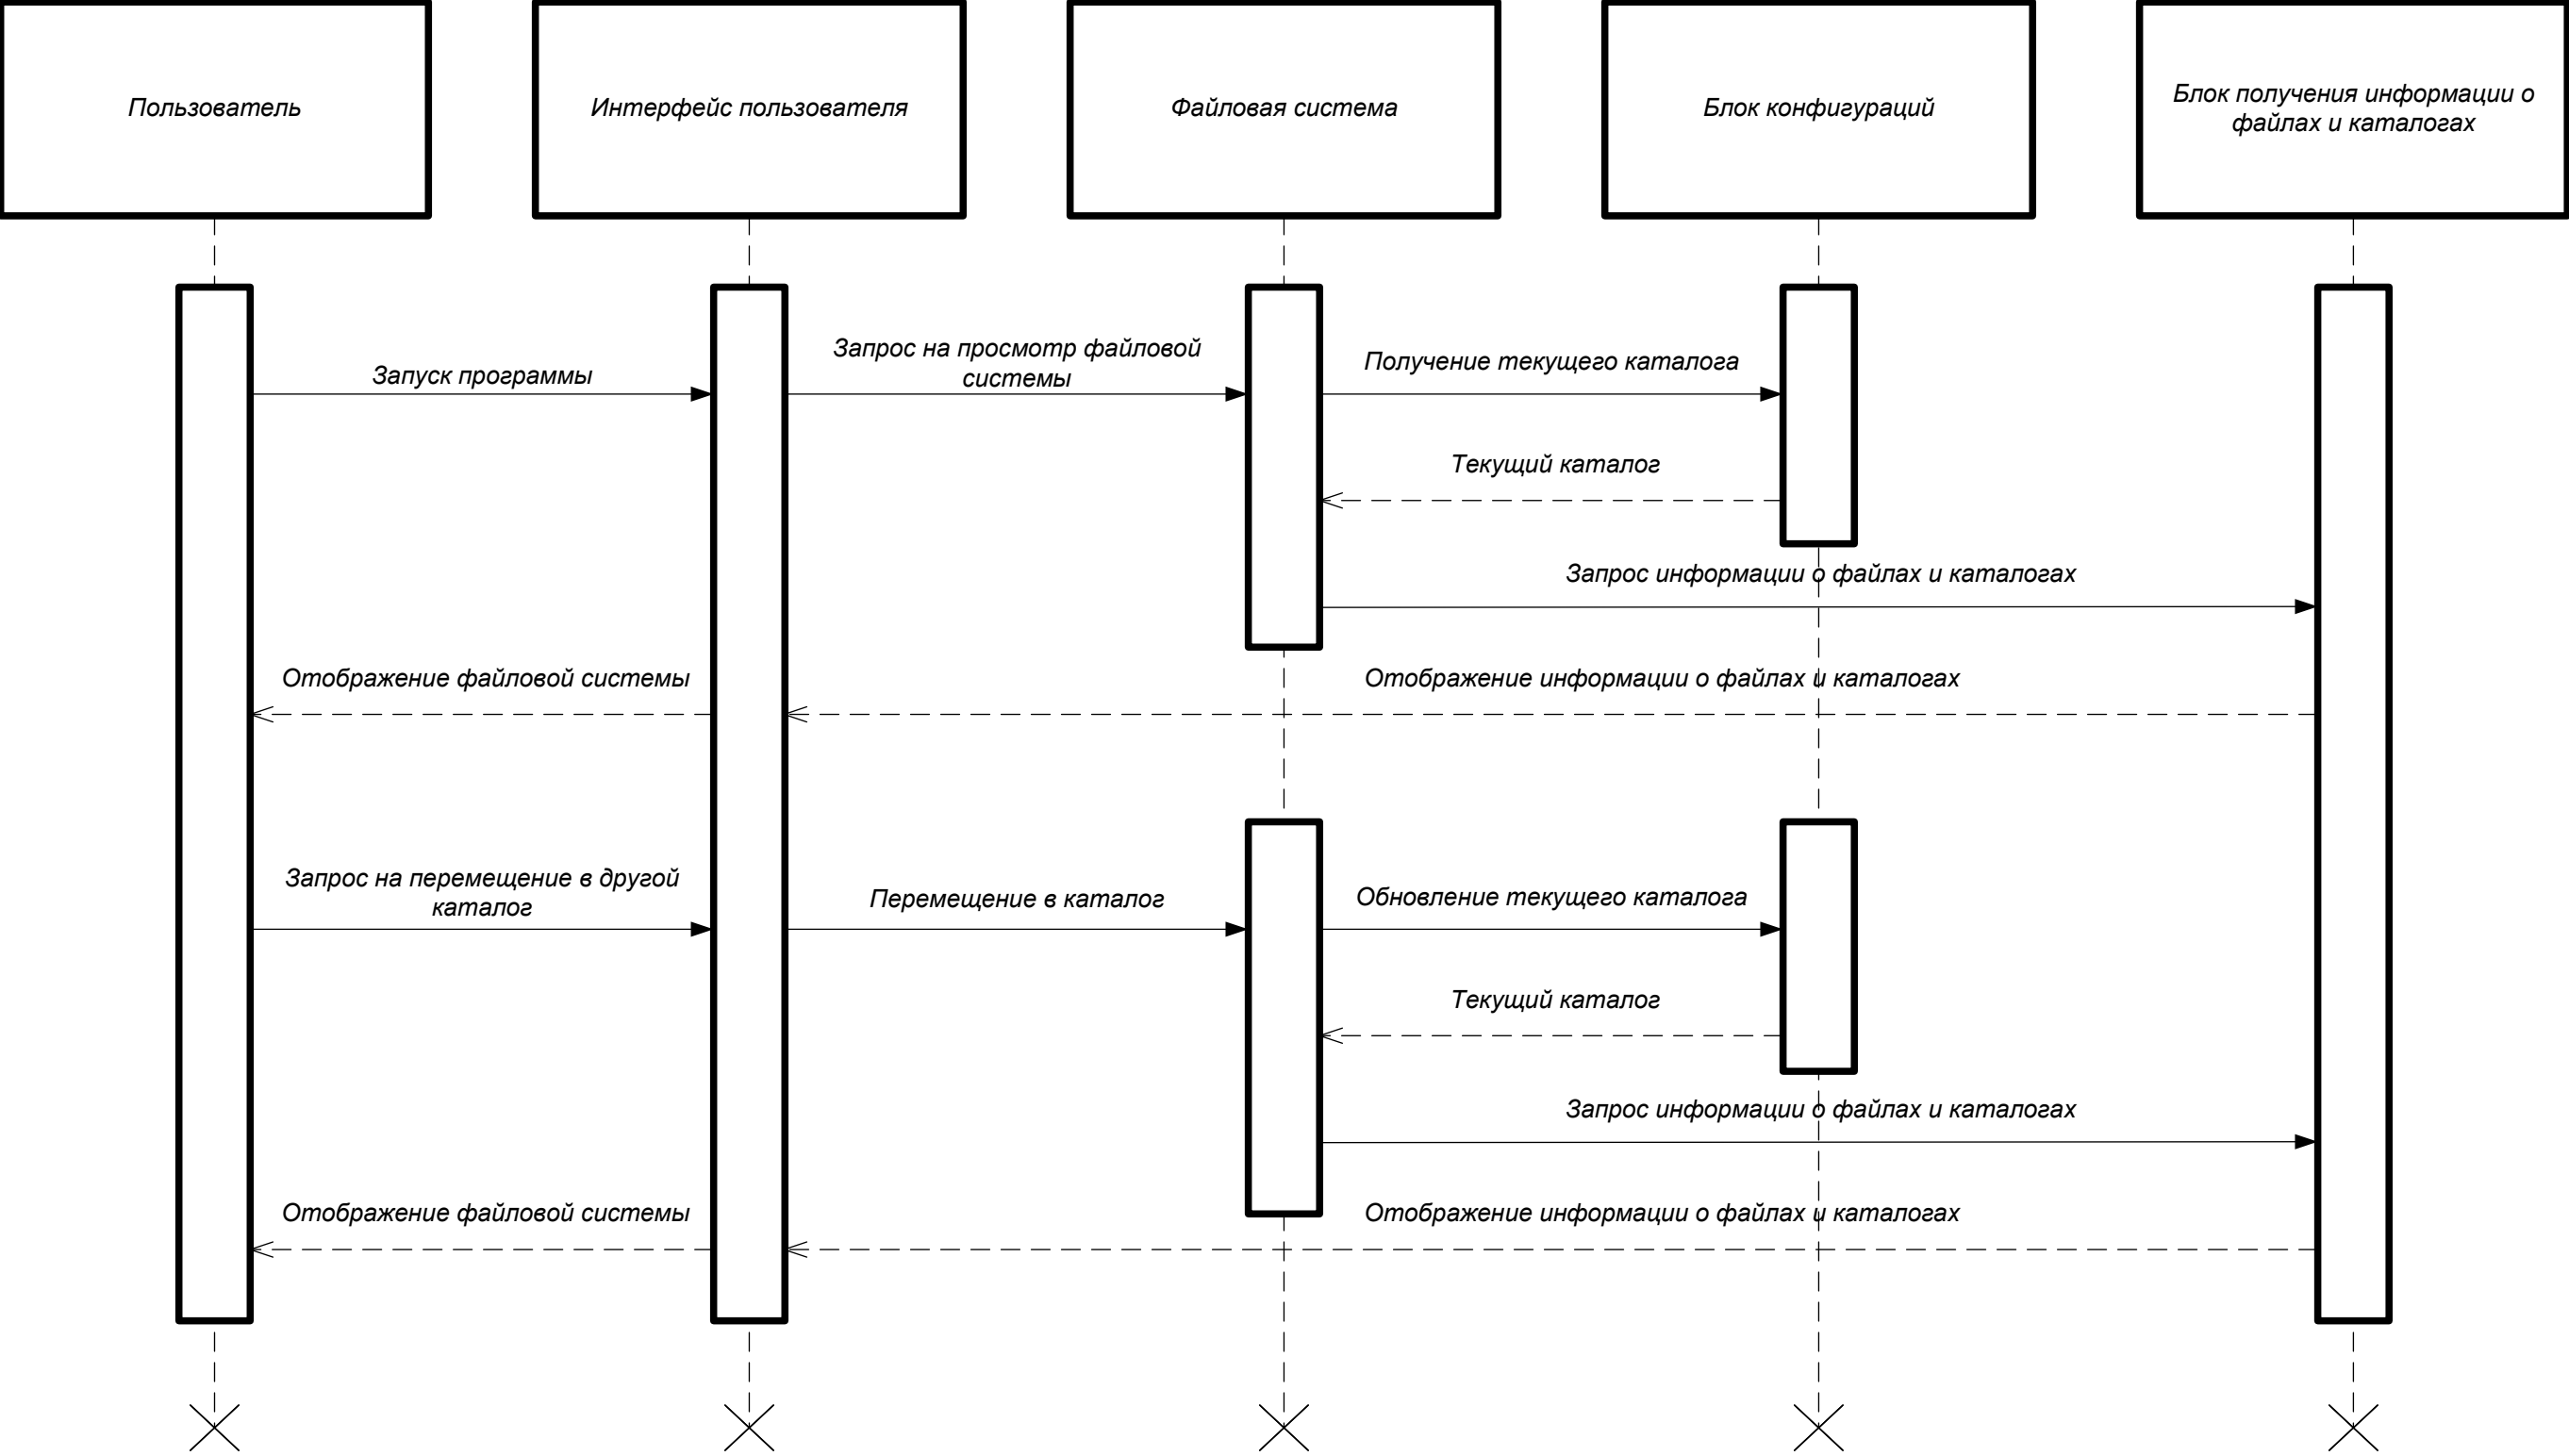 Пользователь
Интерфейс пользователя
Файловая система
Блок конфигураций
Блок получения информации о
файлах и каталогах
Запуск программы
Запрос на просмотр файловой
системы
Получение текущего каталога
Текущий каталог
Запрос информации о файлах и каталогах
Отображение файловой системы
Отображение информации о файлах и каталогах
Запрос на перемещение в другой
каталог
Перемещение в каталог
Обновление текущего каталога
Текущий каталог
Запрос информации о файлах и каталогах
Отображение файловой системы
Отображение информации о файлах и каталогах